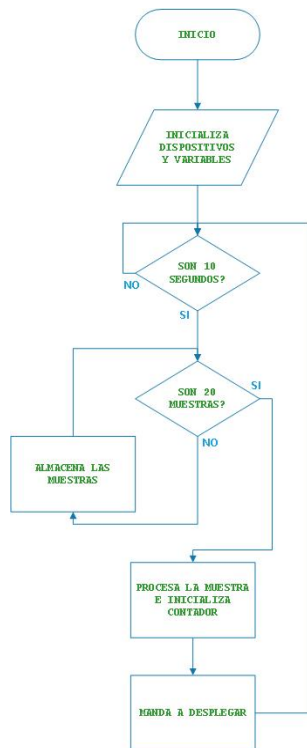 INICIO
INICIALIZA
DISPOSITIVOS
Y VARIABLES
SON 10
SEGUNDOS?
NO
SI
SON 20
MUESTRAS?
SI
NO
ALMACENA LAS
MUESTRAS
PROCESA LA MUESTRA
E INICIALIZA
CONTADOR
MANDA A DESPLEGAR